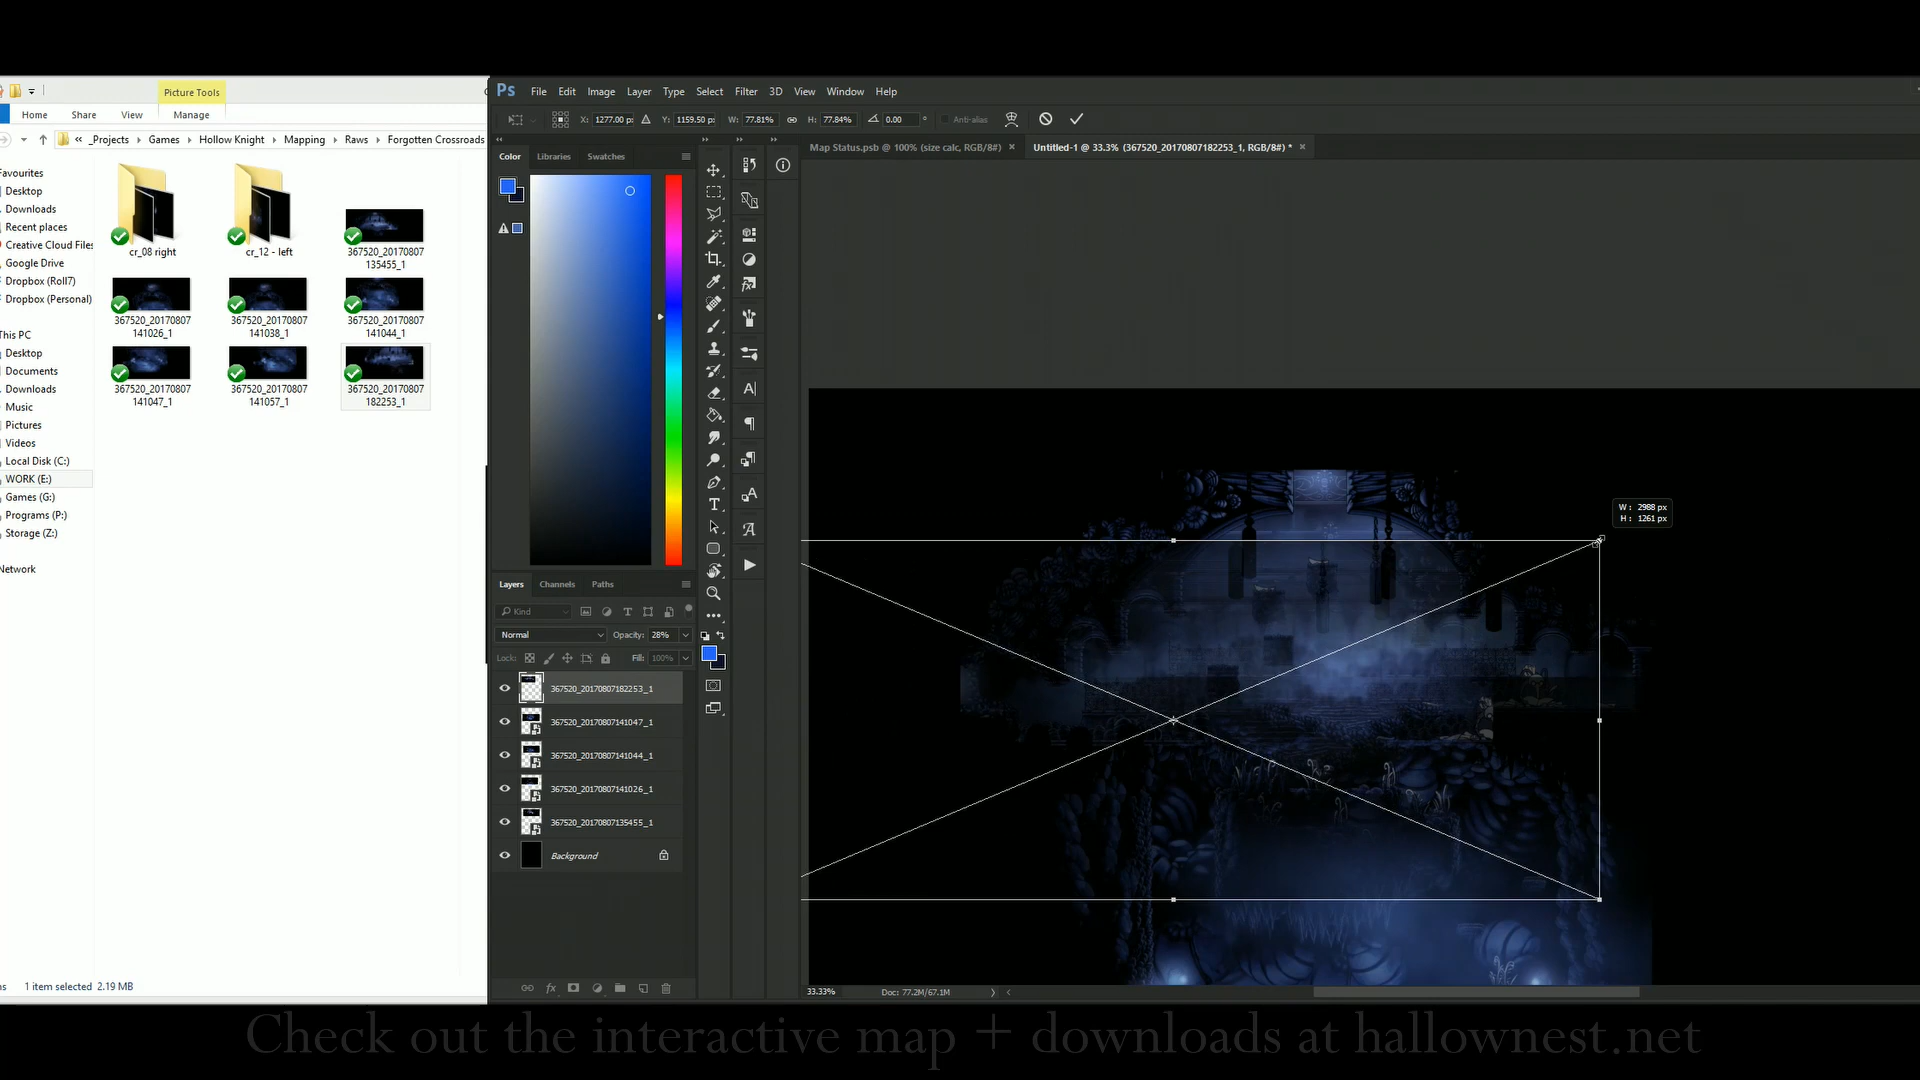 Picture Tools
Home
Share
View
Manage
« _Projects
Games
Hollow Knight
Mapping
Raws
Forgotten Crossroads
avourites
Desktop
Downloads
Recent places
Creative Cloud Files
Google Drive
Dropbox (Roll7)
Dropbox (Personal)
This PC
Desktop
Documents
Downloads
Music
Pictures
Videos
Local Disk (C:)
WORK (E:)
Games (G:)
Programs (P:)
Storage (Z:)
Network
cr_08 right
cr_12 - left
367520_20170807
135455_1
367520_20170807
141026_1
367520_20170807
141038_1
367520_20170807
141044_1
367520_20170807
141047_1
367520_20170807
141057_1
367520_20170807
182253_1
ns
1 item selected 2.19 MB
Ps
File
Edit
Image
Layer
Type
Select
Filter
3D
View
Window
Help
X: 1277.00 p:
Y: 1159.50 p:
W: 77.81%
H: 77.84%
0.00
°
Anti-alias
Color
Libraries
Swatches
Map Status.psb @ 100% (size calc, RGB/8#)
×
Untitled-1 @ 33.3% (367520_20170807182253_1, RGB/8#) *
×
W : 2988 px
H : 1261 px
Layers
Channels
Paths
Kind
Normal
Opacity: 28%
Lock:
Fill: 100%
367520_20170807182253_1
367520_20170807141047_1
367520_20170807141044_1
367520_20170807141026_1
367520_20170807135455_1
Background
fx
33.33%
Doc: 77.2M/67.1M
Check out the interactive map + downloads at hallownest.net